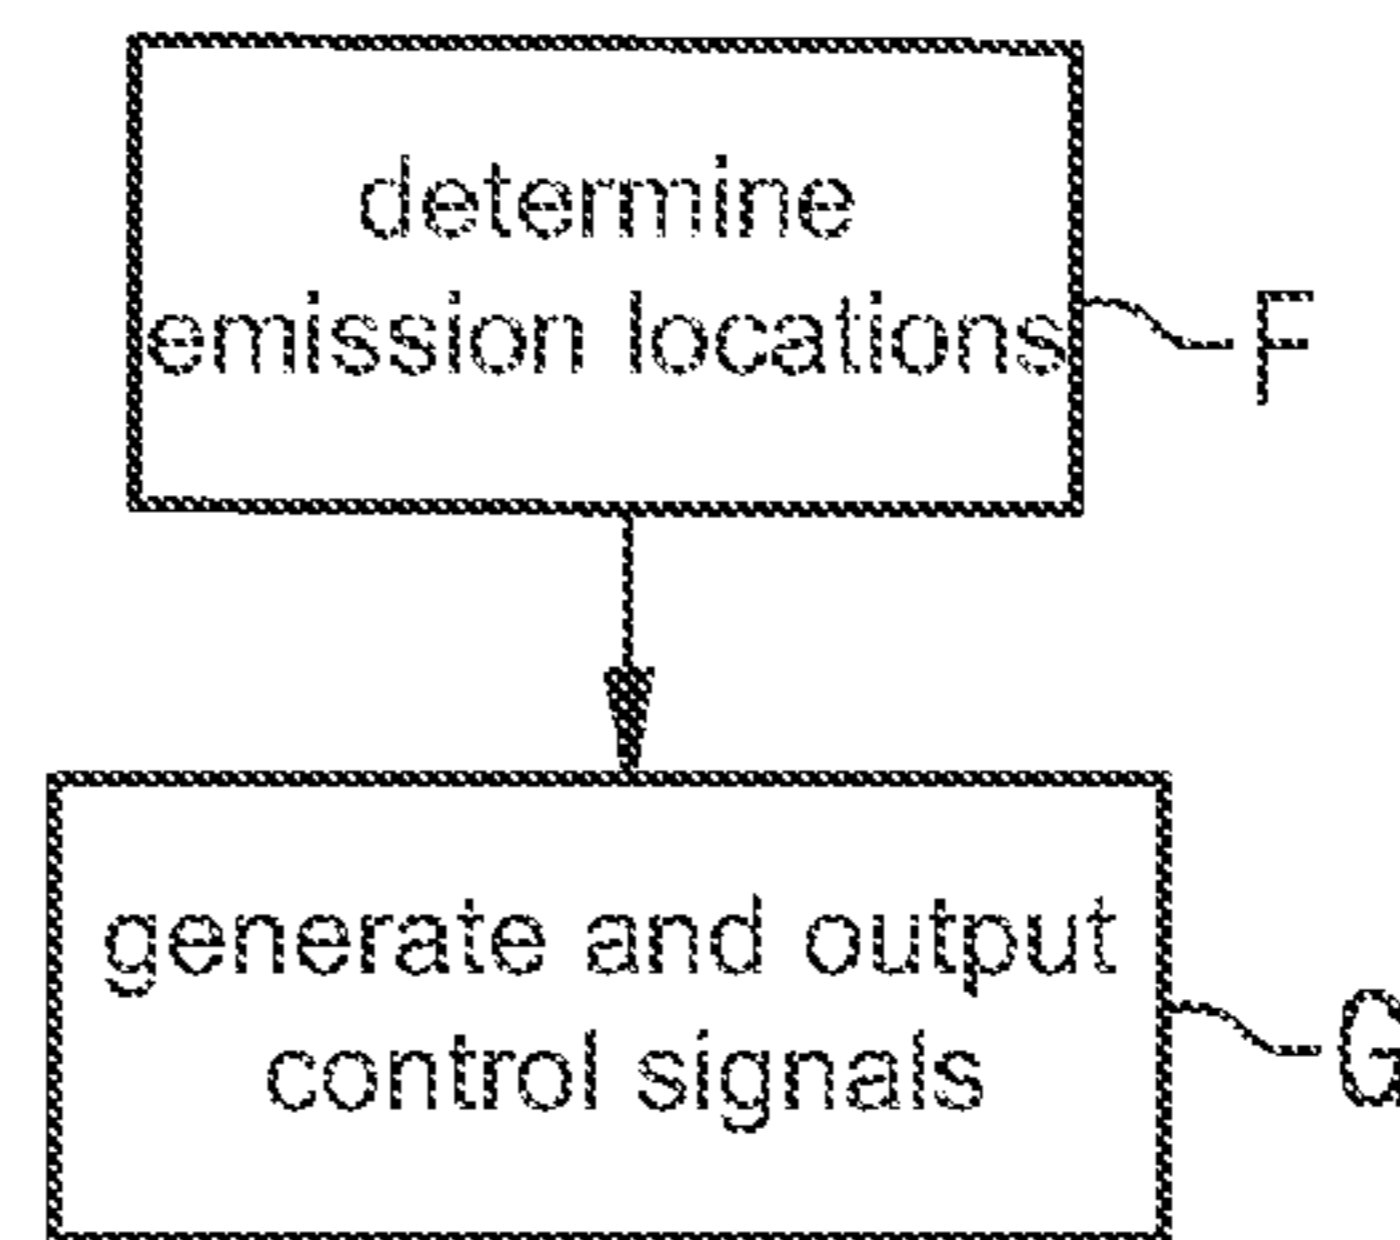 determine
emission locations
F
generate and output
control signals
G